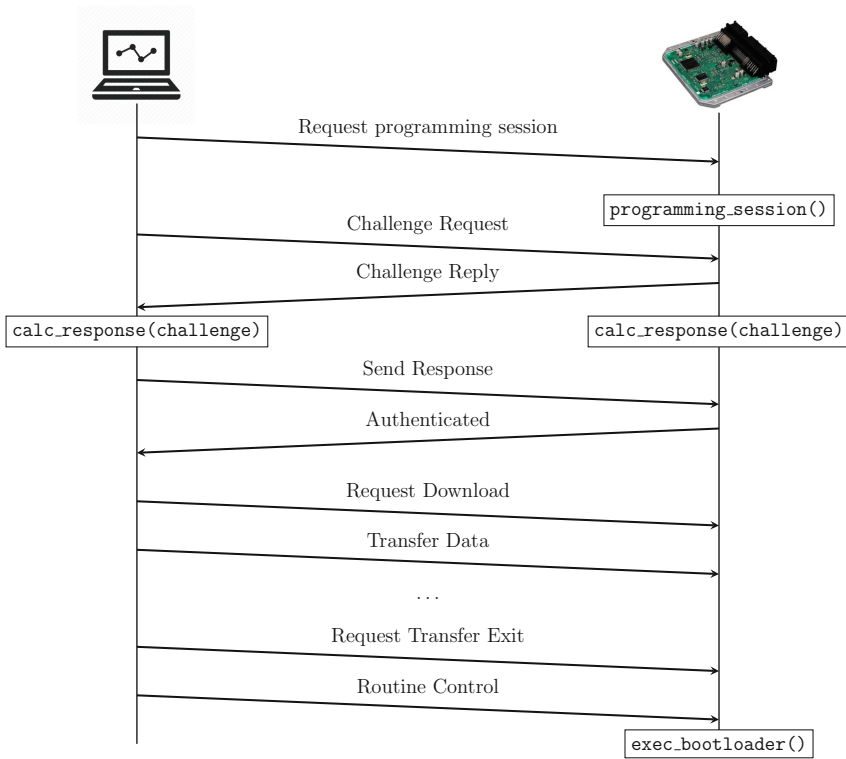 Request programming session
programming_session()
Challenge Request
Challenge Reply
calc_response(challenge)
calc_response(challenge)
Send Response
Authenticated
Request Download
Transfer Data
...
Request Transfer Exit
Routine Control
exec_bootloader()